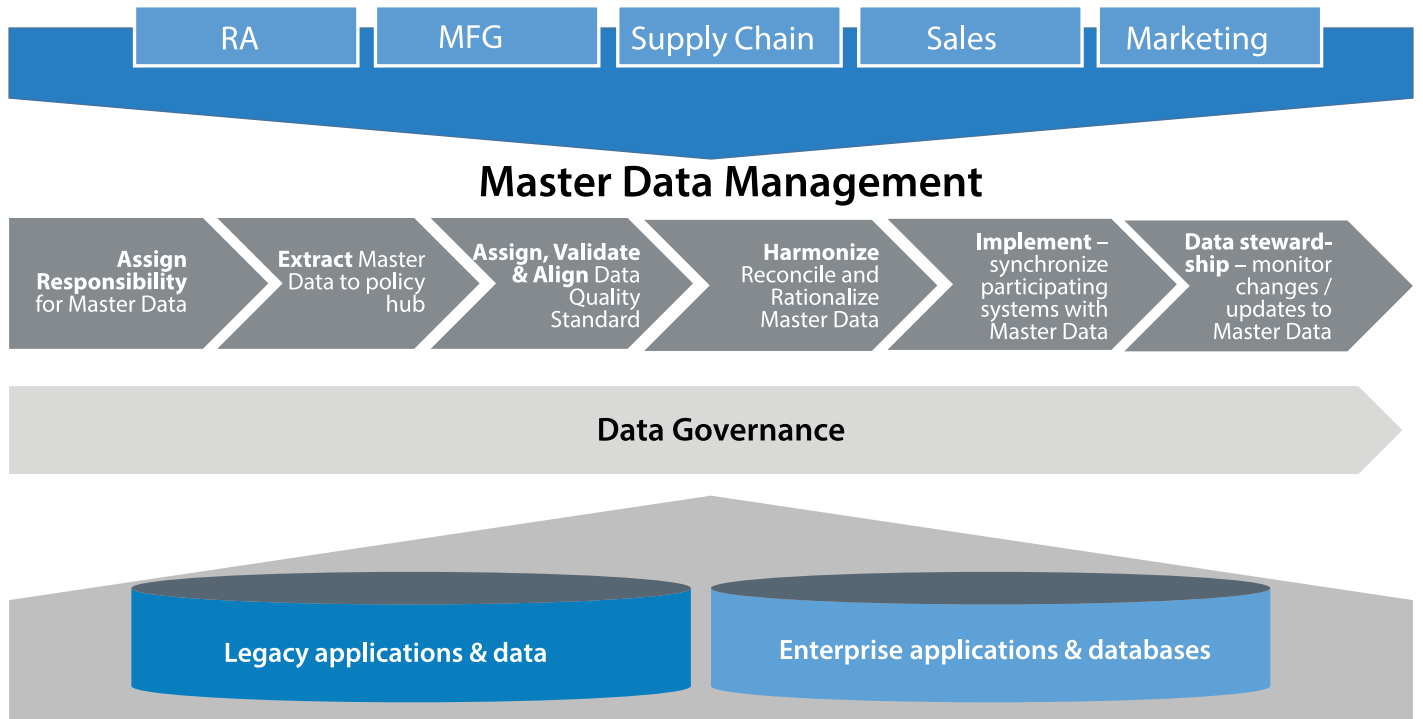 RA
MFG
Supply Chain
Sales
Marketing
Master Data Management
Assign
Responsibility
for Master Data
Extract Master
Data to policy
hub
Assign, Validate
& Align Data
Quality
Standard
Harmonize
Reconcile and
Rationalize
Master Data
Implement –
synchronize
participating
systems with
Master Data
Data steward-
ship – monitor
changes /
updates to
Master Data
Data Governance
Legacy applications & data
Enterprise applications & databases